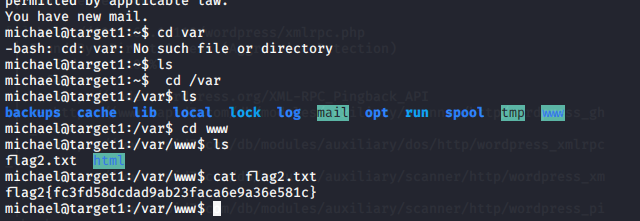 permitted by applicable law.
You have new mail.
michael@target1:~$ cd var
-bash: cd: var: No such file or directory
michael@target1:~$ ls
michael@target1:~$  cd /var
michael@target1:/var$ ls
backups  cache  lib  local  lock  log  mail  opt  run  spool  tmp  www
michael@target1:/var$ cd www
michael@target1:/var/www$ ls
flag2.txt  html
michael@target1:/var/www$ cat flag2.txt
flag2{fc3fd58dcdad9ab23faca6e9a36e581c}
michael@target1:/var/www$